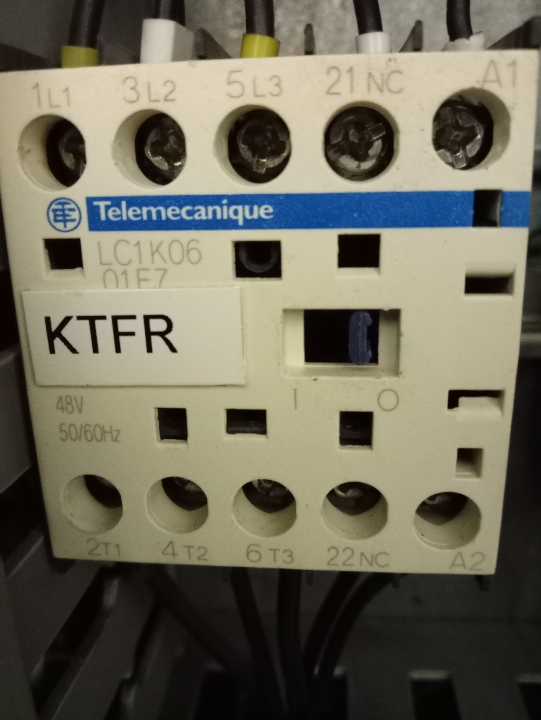 1L1 3L2 5L3 21NC A1
Telemecanique
LC1K06
01E7
KTFR
I O
48V
50/60Hz
2T1 4T2 6T3 22NC A2